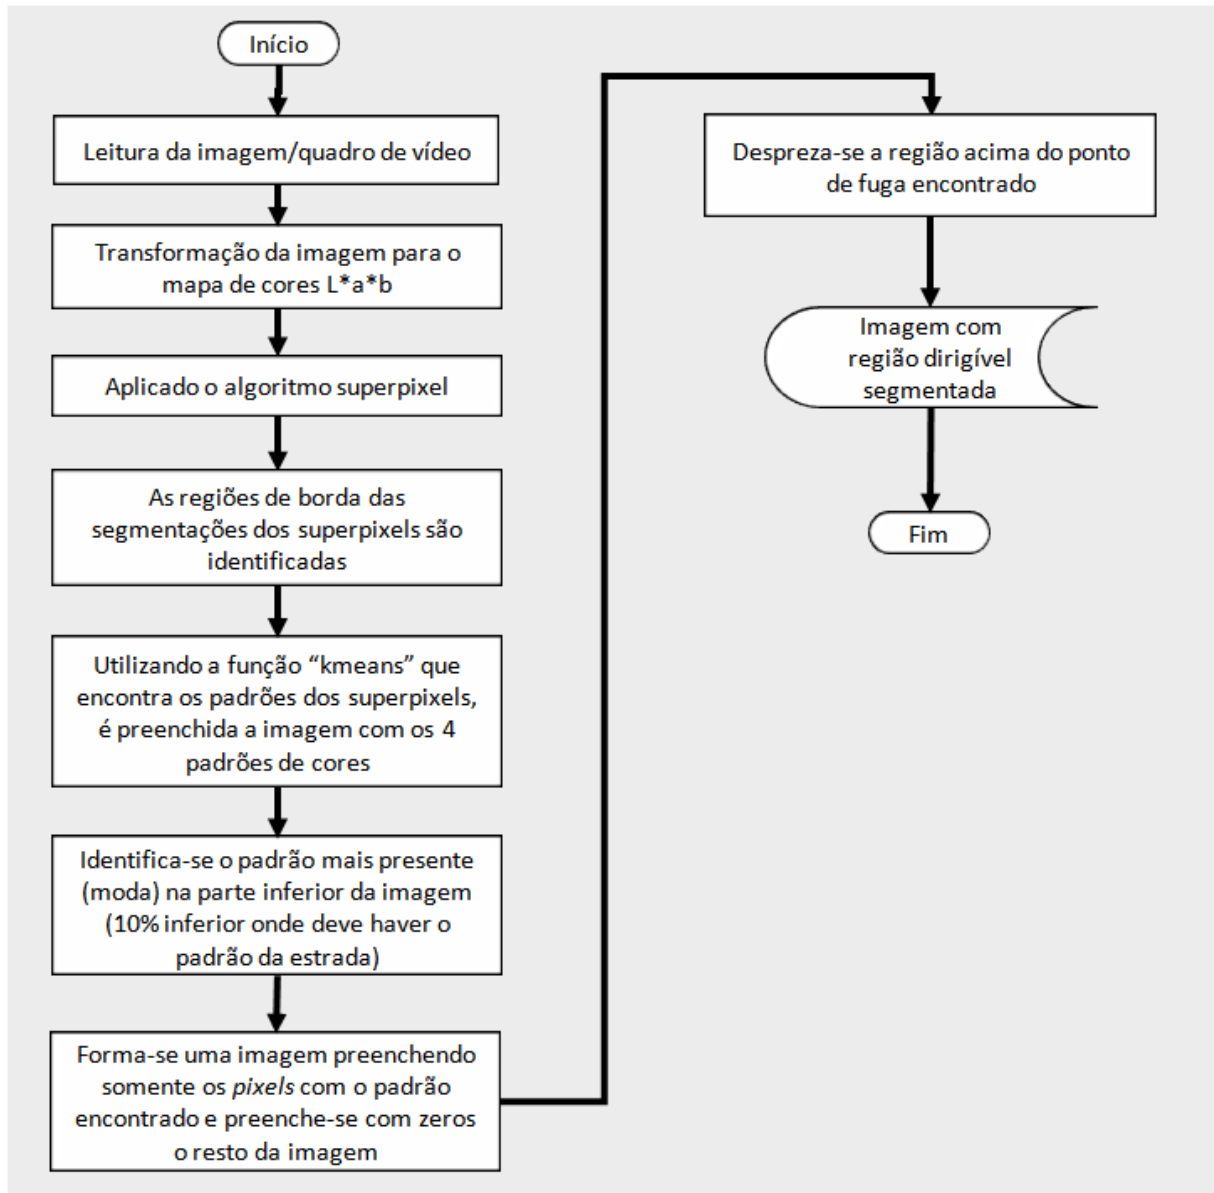 Início
Leitura da imagem/quadro de vídeo
Transformação da imagem para o
mapa de cores L*a*b
Aplicado o algoritmo superpixel
As regiões de borda das
segmentações dos superpixels são
identificadas
Utilizando a função “kmeans” que
encontra os padrões dos superpixels,
é preenchida a imagem com os 4
padrões de cores
Identifica-se o padrão mais presente
(moda) na parte inferior da imagem
(10% inferior onde deve haver o
padrão da estrada)
Forma-se uma imagem preenchendo
somente os pixels com o padrão
encontrado e preenche-se com zeros
o resto da imagem
Despreza-se a região acima do ponto
de fuga encontrado
Imagem com
região dirigível
segmentada
Fim